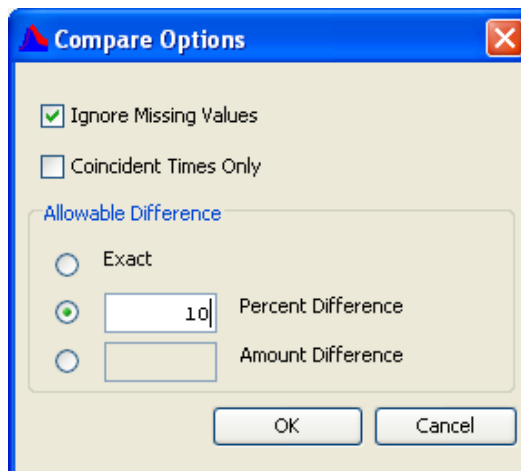 Compare Options
Ignore Missing Values
Coincident Times Only
Allowable Difference
Exact
10 Percent Difference
Amount Difference
OK Cancel